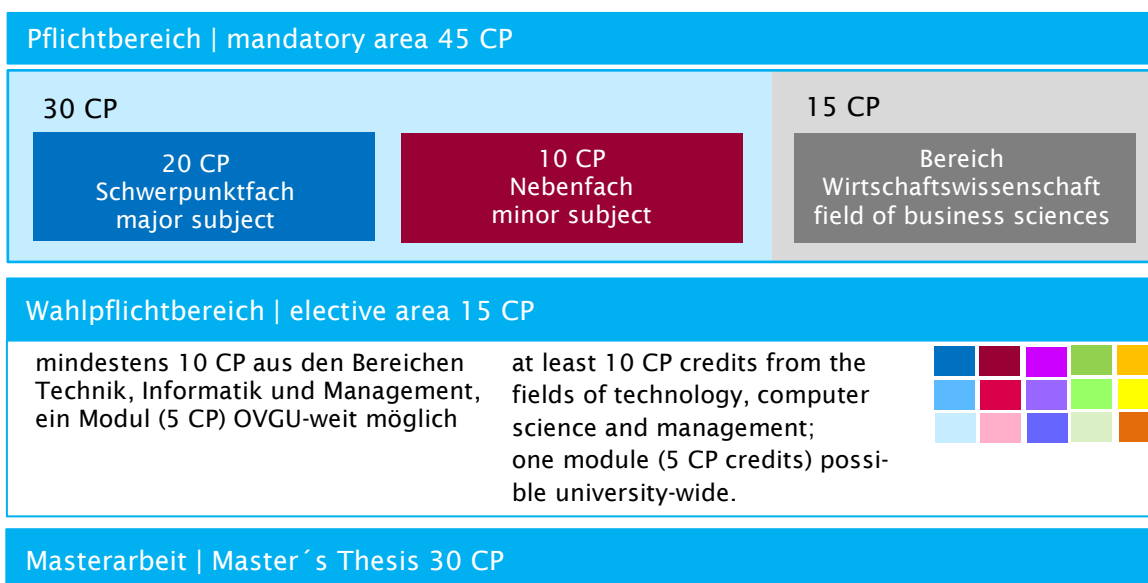 Pflichtbereich | mandatory area 45 CP
30 CP
20 CP
Schwerpunktfach
major subject
10 CP
Nebenfach
minor subject
15 CP
Bereich
Wirtschaftswissenschaft
field of business sciences
Wahlpflichtbereich | elective area 15 CP
mindestens 10 CP aus den Bereichen
Technik, Informatik und Management,
ein Modul (5 CP) OVGU-weit möglich
at least 10 CP credits from the
fields of technology, computer
science and management;
one module (5 CP credits) possi-
ble university-wide.
Masterarbeit | Master´s Thesis 30 CP